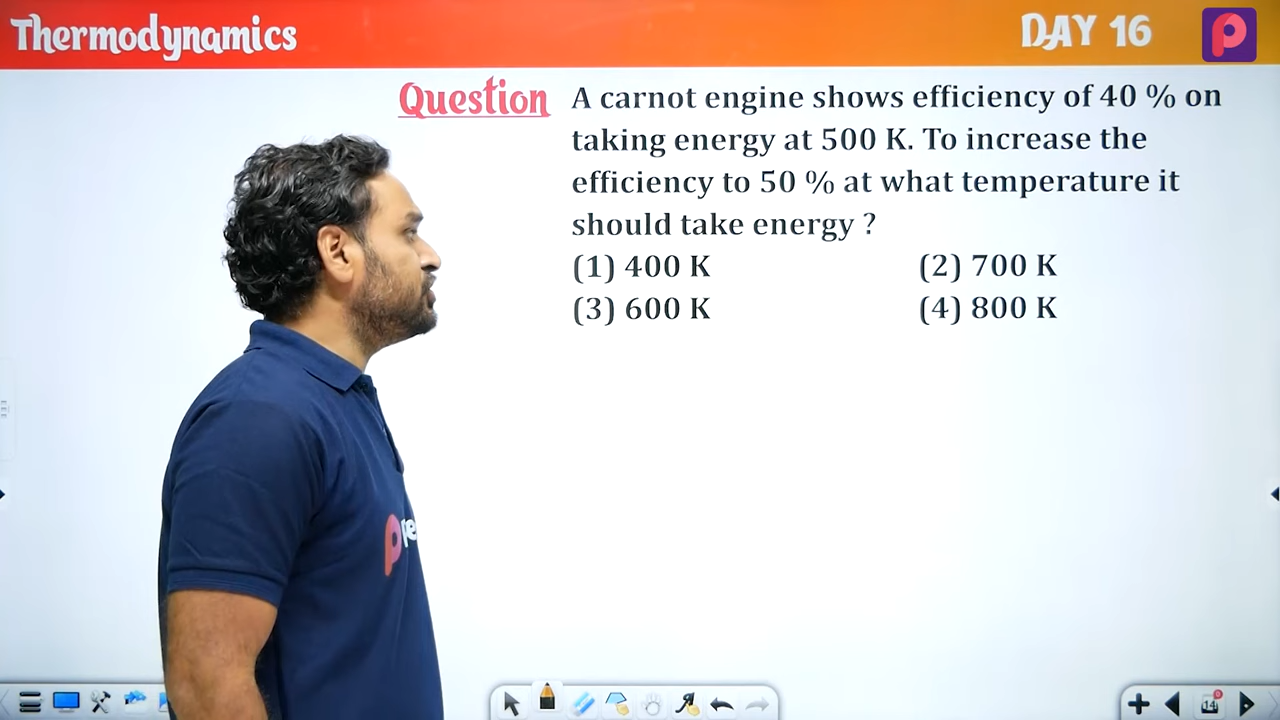 Thermodynamics
DAY 16
Question
A carnot engine shows efficiency of 40 % on
taking energy at 500 K. To increase the
efficiency to 50 % at what temperature it
should take energy ?
(1) 400 K
(2) 700 K
(3) 600 K
(4) 800 K
14